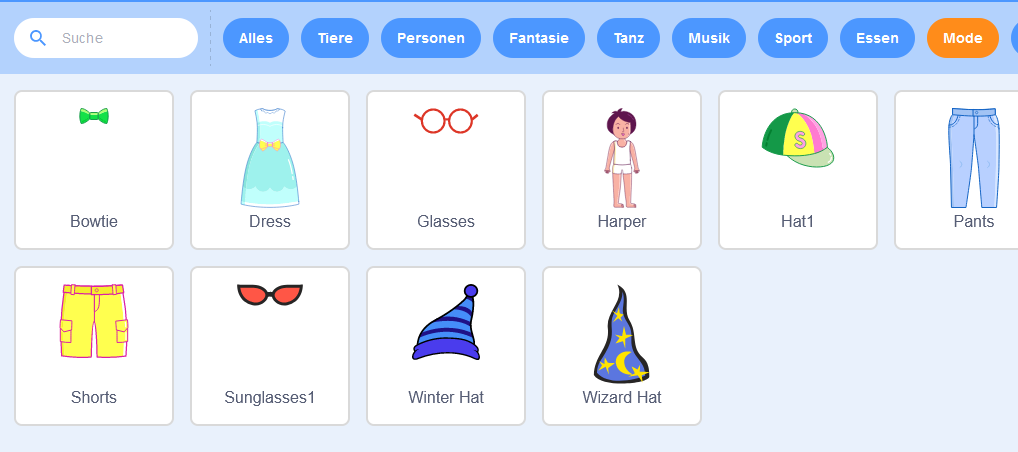 Suche
Alles
Tiere
Personen
Fantasie
Tanz
Musik
Sport
Essen
Mode
S
Bowtie
Dress
Glasses
Harper
Hat1
Pants
Shorts
Sunglasses1
Winter Hat
Wizard Hat